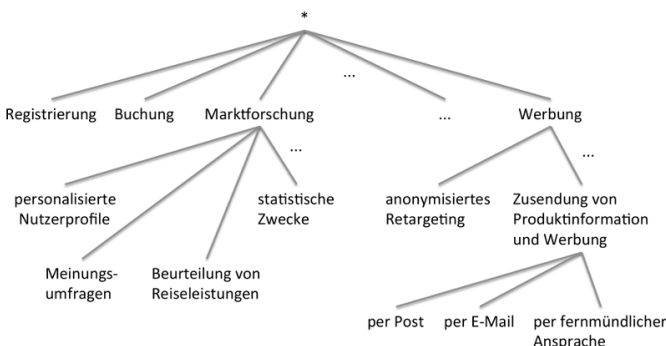 *
...
Registrierung
Buchung
Marktforschung
...
Werbung
...
...
personalisierte
Nutzerprofile
statistische
Zwecke
anonymisiertes
Retargeting
Zusendung von
Produktinformation
und Werbung
Meinungs-
umfragen
Beurteilung von
Reiseleistungen
per Post
per E-Mail
per fernmündlicher
Ansprache